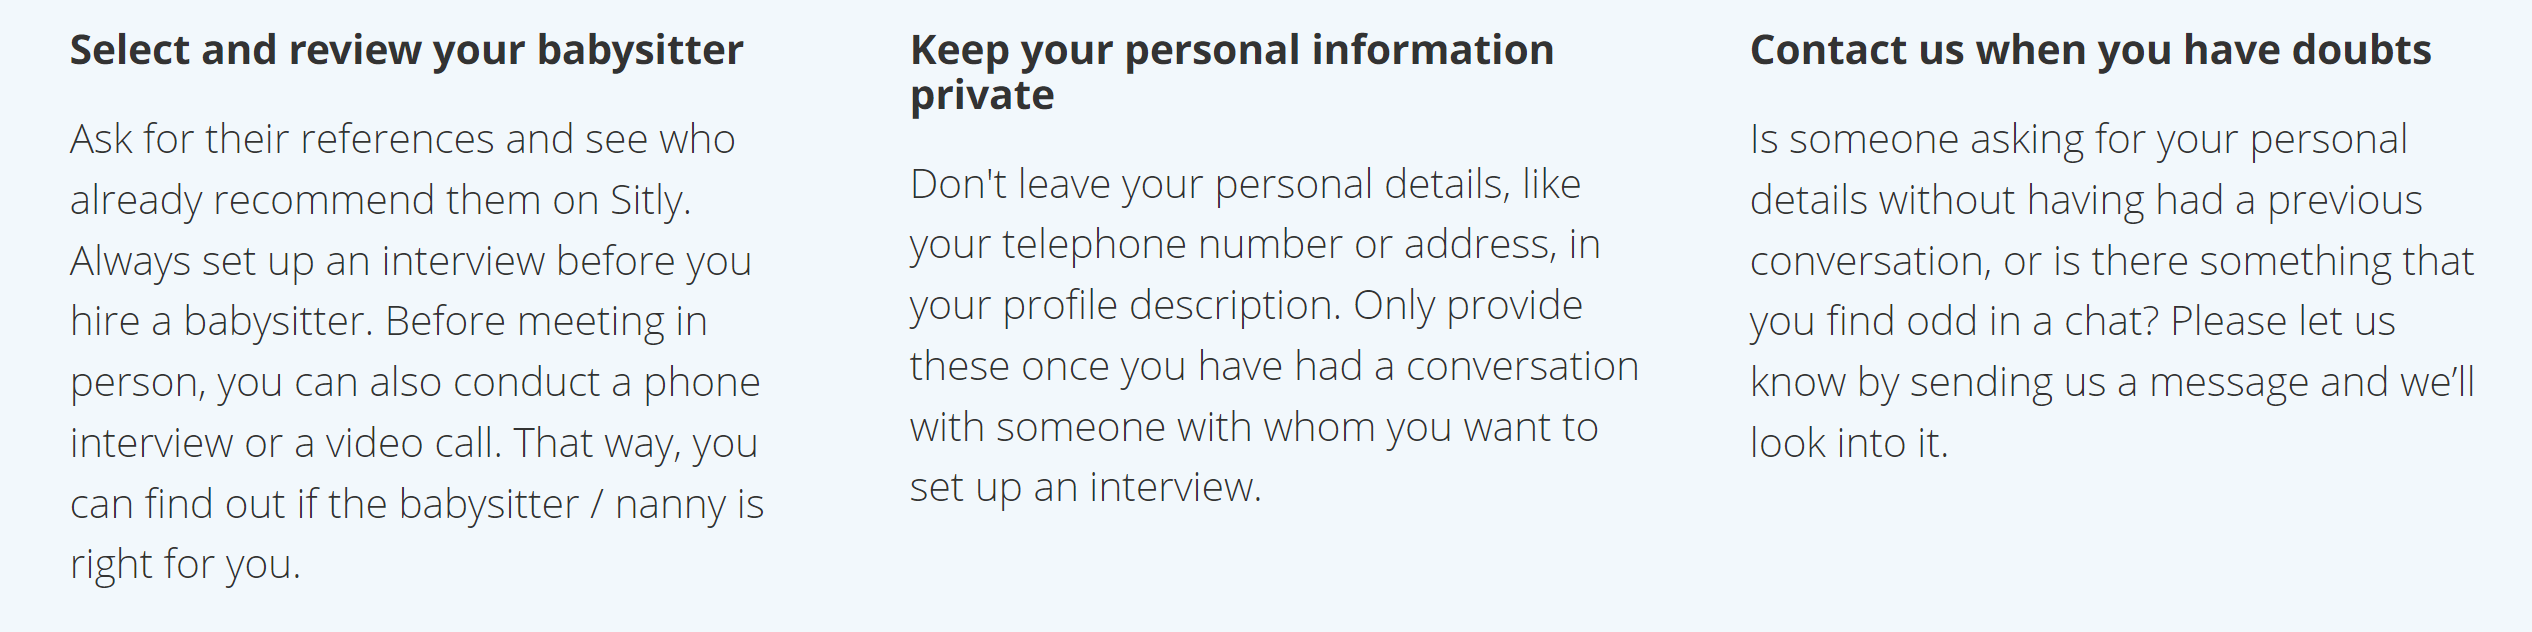 Select and review your babysitter
Ask for their references and see who
already recommend them on Sitly.
Always set up an interview before you
hire a babysitter. Before meeting in
person, you can also conduct a phone
interview or a video call. That way, you
can find out if the babysitter / nanny is
right for you.
Keep your personal information
private
Don't leave your personal details, like
your telephone number or address, in
your profile description. Only provide
these once you have had a conversation
with someone with whom you want to
set up an interview.
Contact us when you have doubts
Is someone asking for your personal
details without having had a previous
conversation, or is there something that
you find odd in a chat? Please let us
know by sending us a message and we’ll
look into it.